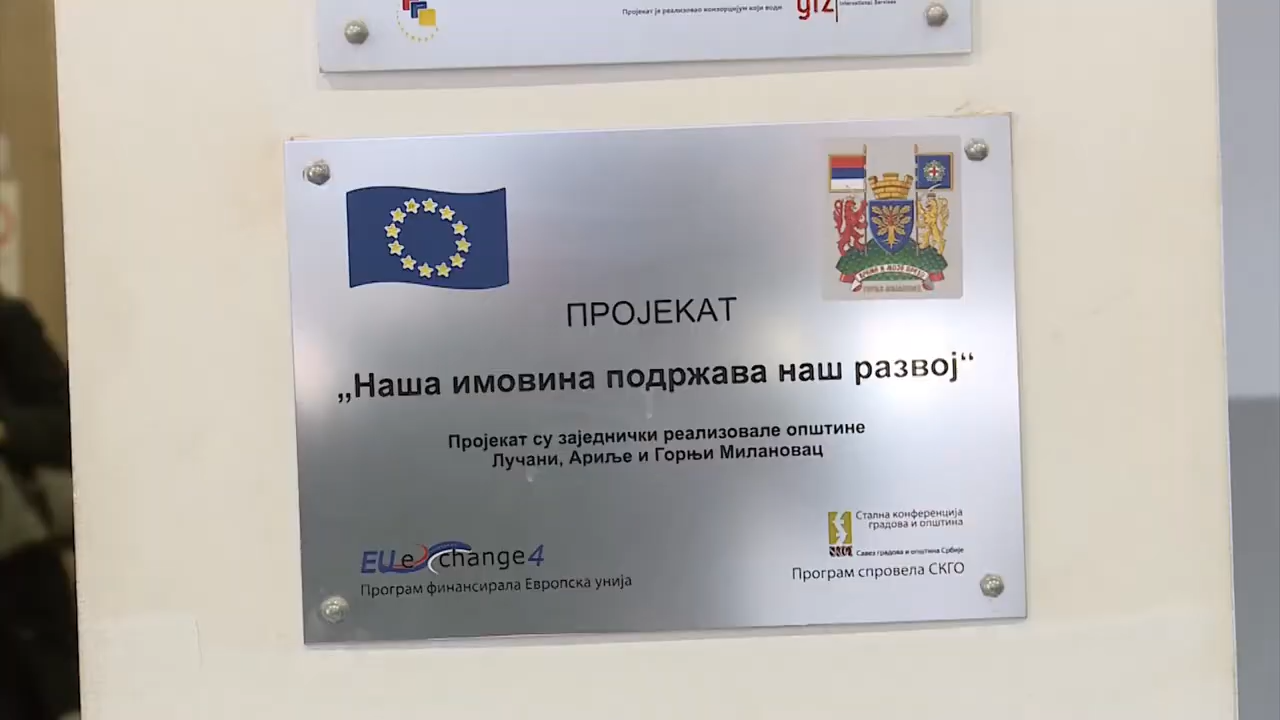 Пројекат је реализовао конзорцијум који води
giz International Services
ПРОЈЕКАТ
„Наша имовина подржава наш развој“
Пројекат су заједнички реализовале општине
Лучани, Ариље и Горњи Милановац
EU exchange4
Програм финансирала Европска унија
Стална конференција
градова и општина
Савез градова и општина Србије
Програм спровела СКГО